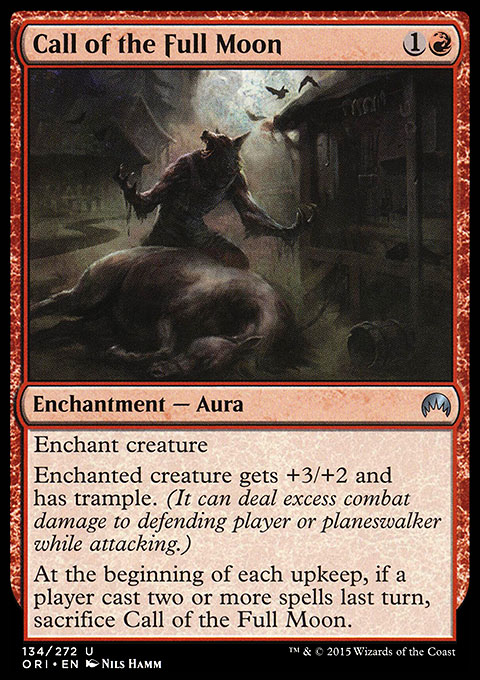 Call of the Full Moon 1
Enchantment — Aura
Enchant creature
Enchanted creature gets +3/+2 and
has trample. (It can deal excess combat
damage to defending player or planeswalker
while attacking.)
At the beginning of each upkeep, if a
player cast two or more spells last turn,
sacrifice Call of the Full Moon.
134/272 U
ORI • EN Nils Hamm
™ & © 2015 Wizards of the Coast